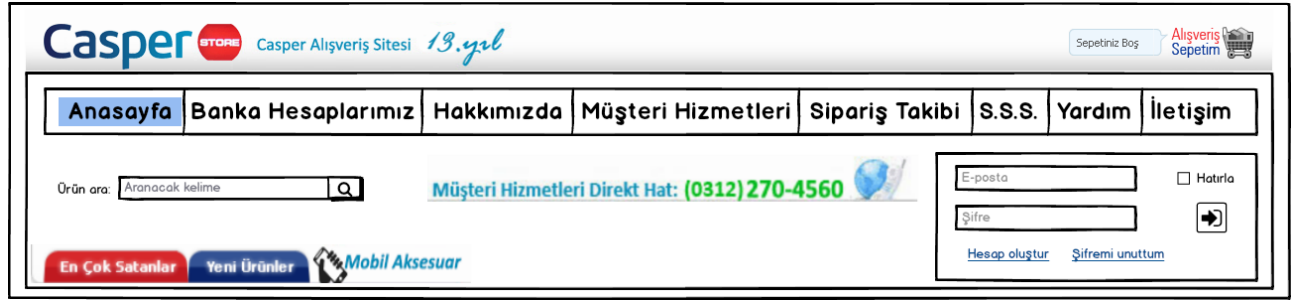 Casper STORE Casper Alışveriş Sitesi 13.yıl
Sepetiniz Boş
Alışveriş
Sepetim
Anasayfa Banka Hesaplarımız Hakkımızda Müşteri Hizmetleri Sipariş Takibi S.S.S. Yardım İletişim
Ürün ara: Aranacak kelime
Müşteri Hizmetleri Direkt Hat: (0312) 270-4560
E-posta
Hatırla
Şifre
Hesap oluştur Şifremi unuttum
En Çok Satanlar Yeni Ürünler Mobil Aksesuar